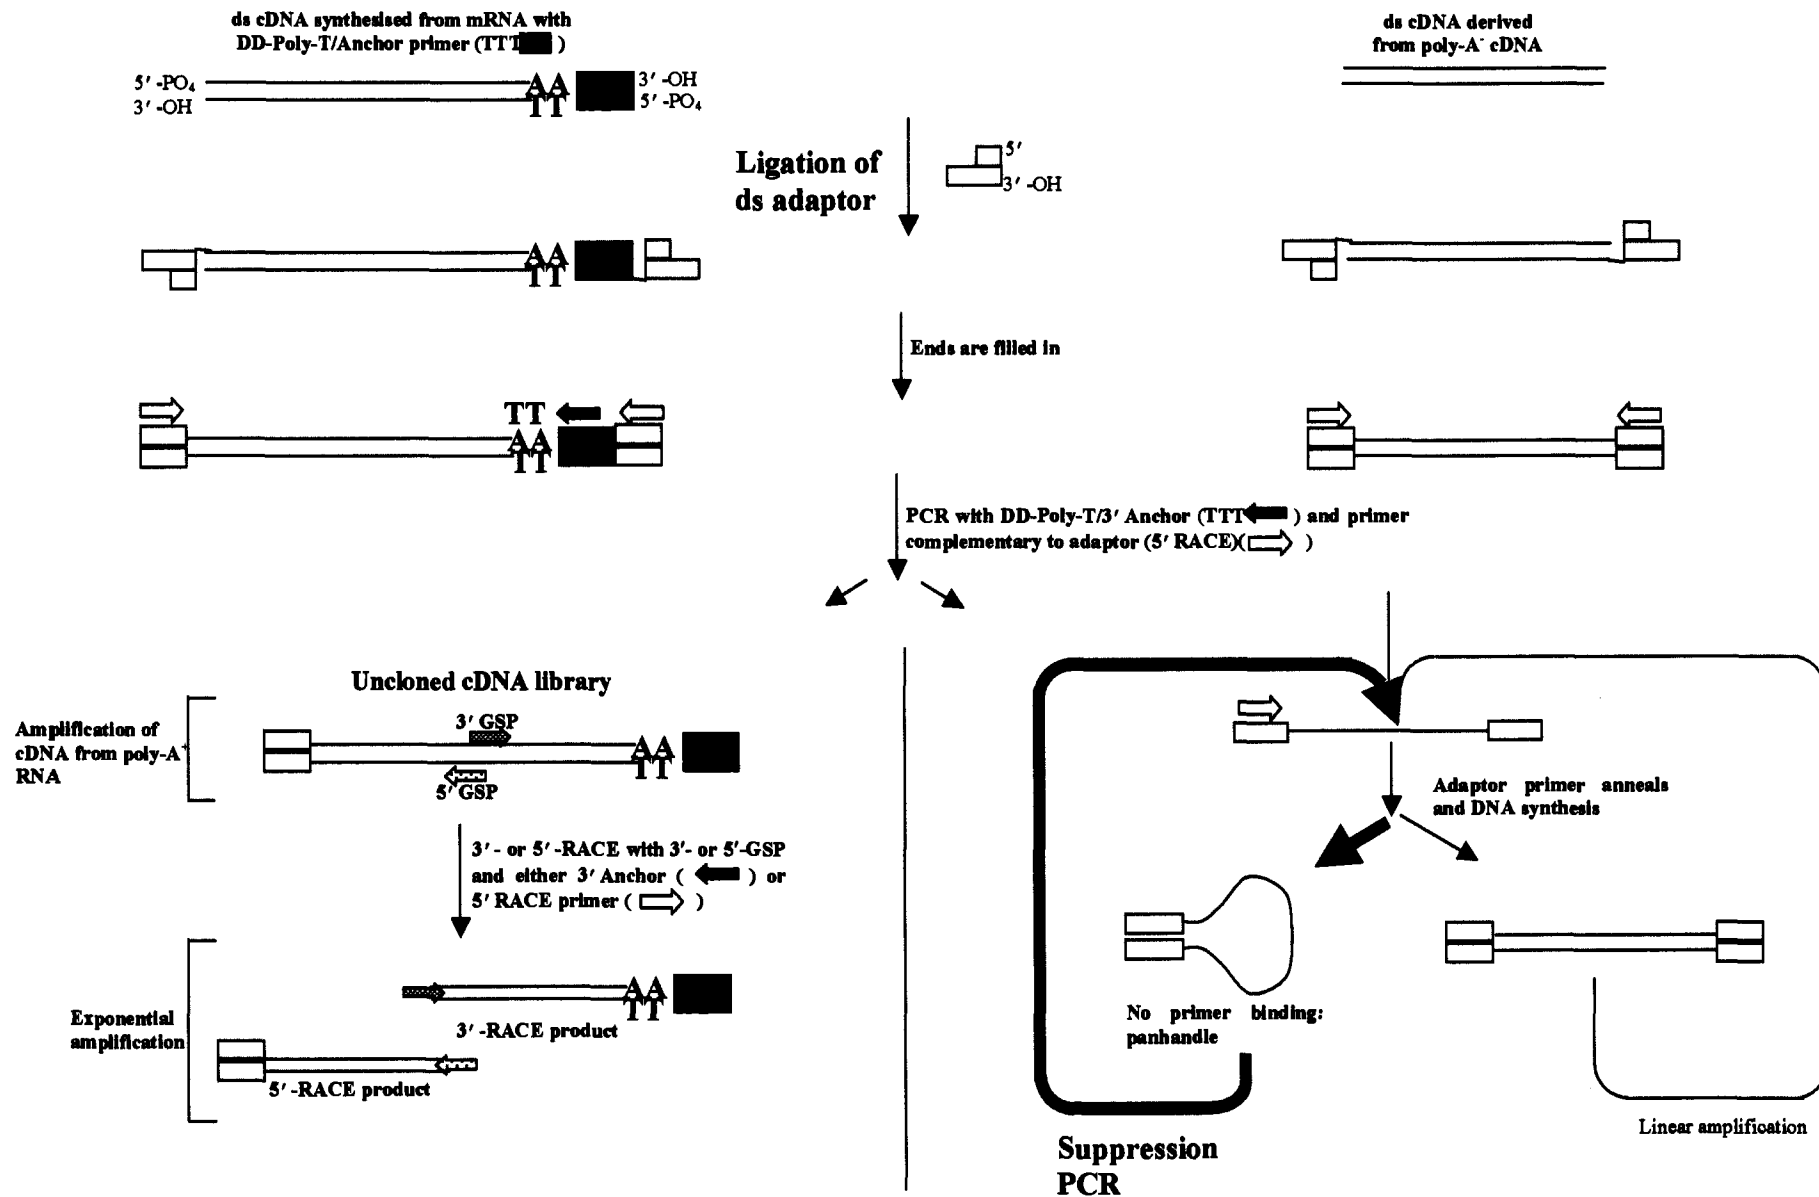 ds cDNA synthesised from mRNA with
DD-Poly-T/Anchor primer (TTT )
5′ -PO₄
3′ -OH
AA
TT
3′ -OH
5′ -PO₄
ds cDNA derived
from poly-A⁻ cDNA
Ligation of
ds adaptor
5′
3′ -OH
AA
TT
Ends are filled in
TT
AA
TT
PCR with DD-Poly-T/3′ Anchor (TTT ) and primer
complementary to adaptor (5′ RACE)( )
Uncloned cDNA library
Amplification of
cDNA from poly-A⁺
RNA
3′ GSP
AA
TT
5′ GSP
3′- or 5′ -RACE with 3′- or 5′-GSP
and either 3′ Anchor ( ) or
5′ RACE primer ( )
Exponential
amplification
AA
TT
3′ -RACE product
5′ -RACE product
Adaptor primer anneals
and DNA synthesis
No primer binding:
panhandle
Linear amplification
Suppression
PCR